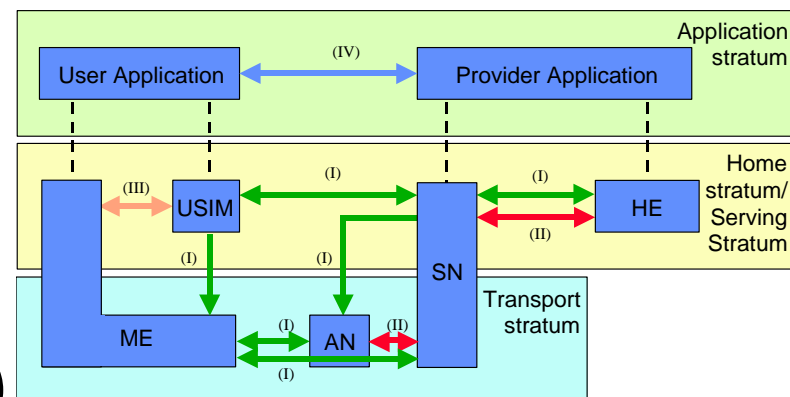 Application
stratum
User Application
(IV)
Provider Application
Home
stratum/
Serving
Stratum
(III)
USIM
(I)
(I)
HE
(II)
(I)
(I)
SN
Transport
stratum
ME
(I)
AN
(II)
(I)
)